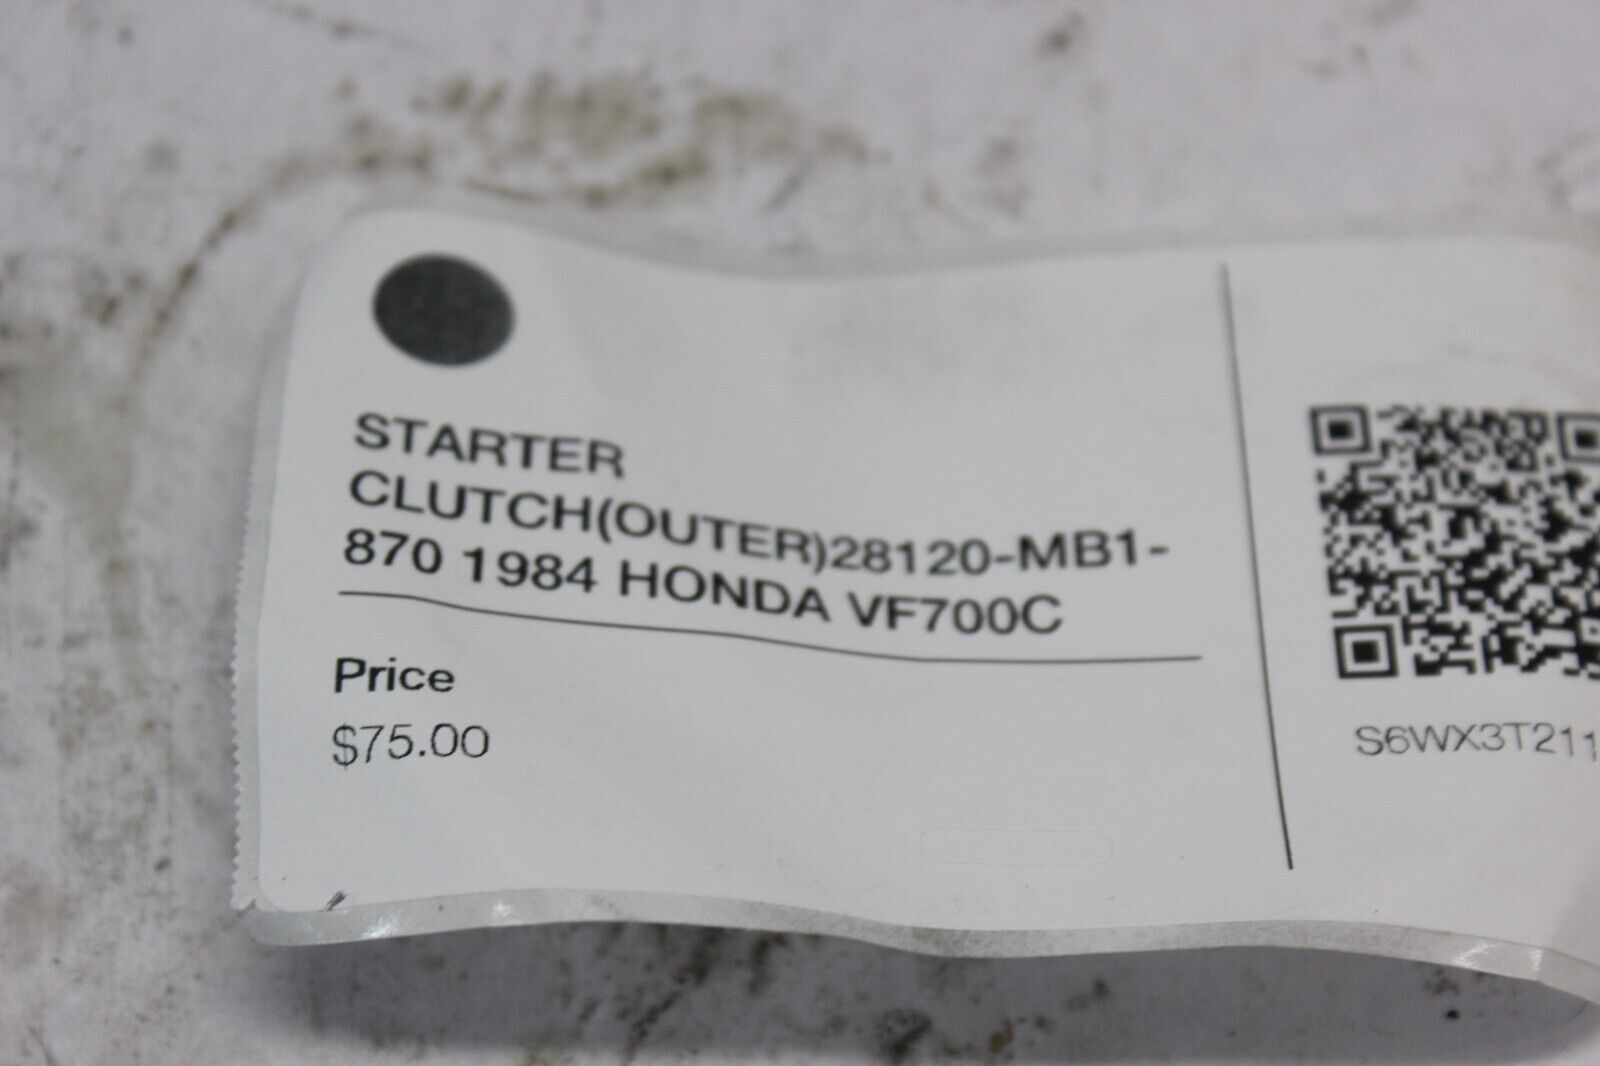 STARTER
CLUTCH(OUTER)28120-MB1-
870 1984 HONDA VF700C
Price
$75.00
S6WX3T211